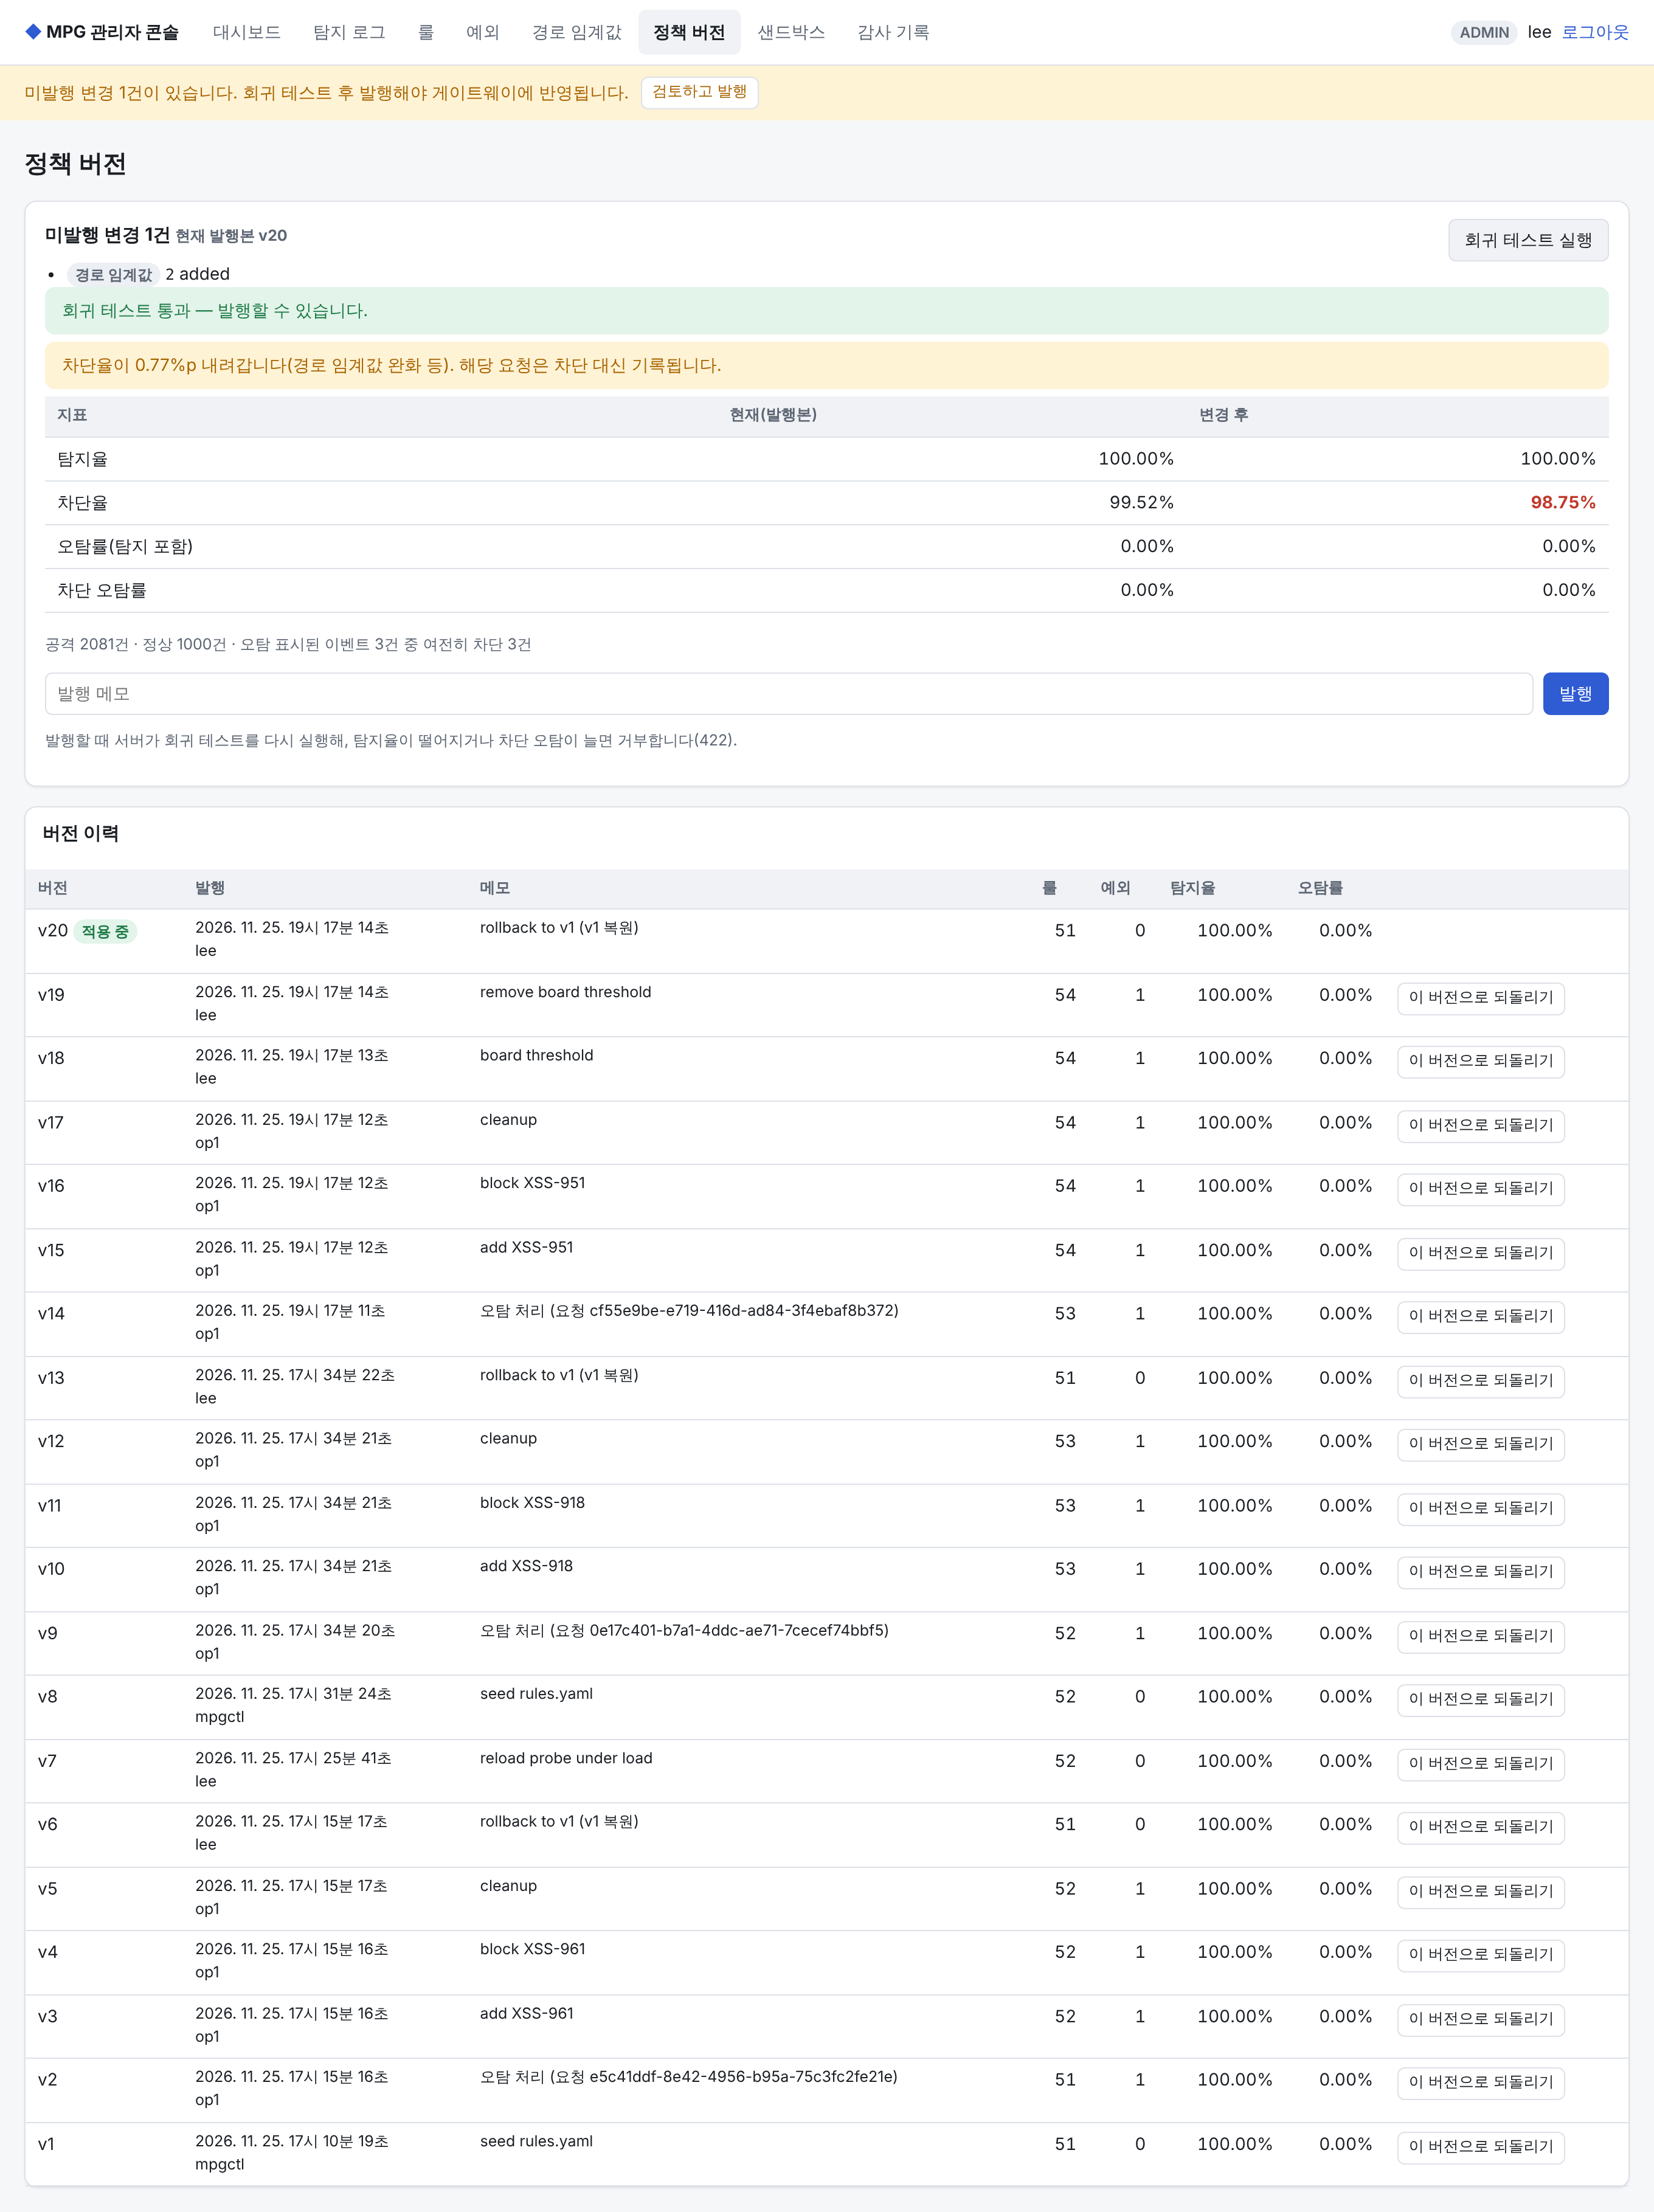 MPG 관리자 콘솔 대시보드 탐지 로그 룰 예외 경로 임계값 정책 버전 샌드박스 감사 기록 ADMIN lee 로그아웃
미발행 변경 1건이 있습니다. 회귀 테스트 후 발행해야 게이트웨이에 반영됩니다. 검토하고 발행
정책 버전
미발행 변경 1건 현재 발행본 v20 회귀 테스트 실행
• 경로 임계값 2 added
회귀 테스트 통과 — 발행할 수 있습니다.
차단율이 0.77%p 내려갑니다(경로 임계값 완화 등). 해당 요청은 차단 대신 기록됩니다.
지표 현재(발행본) 변경 후
탐지율 100.00% 100.00%
차단율 99.52% 98.75%
오탐률(탐지 포함) 0.00% 0.00%
차단 오탐률 0.00% 0.00%
공격 2081건 · 정상 1000건 · 오탐 표시된 이벤트 3건 중 여전히 차단 3건
발행 메모 발행
발행할 때 서버가 회귀 테스트를 다시 실행해, 탐지율이 떨어지거나 차단 오탐이 늘면 거부합니다(422).
버전 이력
버전 발행 메모 룰 예외 탐지율 오탐률
v20 적용 중 2026. 11. 25. 19시 17분 14초 rollback to v1 (v1 복원) 51 0 100.00% 0.00%
lee
v19 2026. 11. 25. 19시 17분 14초 remove board threshold 54 1 100.00% 0.00% 이 버전으로 되돌리기
lee
v18 2026. 11. 25. 19시 17분 13초 board threshold 54 1 100.00% 0.00% 이 버전으로 되돌리기
lee
v17 2026. 11. 25. 19시 17분 12초 cleanup 54 1 100.00% 0.00% 이 버전으로 되돌리기
op1
v16 2026. 11. 25. 19시 17분 12초 block XSS-951 54 1 100.00% 0.00% 이 버전으로 되돌리기
op1
v15 2026. 11. 25. 19시 17분 12초 add XSS-951 54 1 100.00% 0.00% 이 버전으로 되돌리기
op1
v14 2026. 11. 25. 19시 17분 11초 오탐 처리 (요청 cf55e9be-e719-416d-ad84-3f4ebaf8b372) 53 1 100.00% 0.00% 이 버전으로 되돌리기
op1
v13 2026. 11. 25. 17시 34분 22초 rollback to v1 (v1 복원) 51 0 100.00% 0.00% 이 버전으로 되돌리기
lee
v12 2026. 11. 25. 17시 34분 21초 cleanup 53 1 100.00% 0.00% 이 버전으로 되돌리기
op1
v11 2026. 11. 25. 17시 34분 21초 block XSS-918 53 1 100.00% 0.00% 이 버전으로 되돌리기
op1
v10 2026. 11. 25. 17시 34분 21초 add XSS-918 53 1 100.00% 0.00% 이 버전으로 되돌리기
op1
v9 2026. 11. 25. 17시 34분 20초 오탐 처리 (요청 0e17c401-b7a1-4ddc-ae71-7cecef74bbf5) 52 1 100.00% 0.00% 이 버전으로 되돌리기
op1
v8 2026. 11. 25. 17시 31분 24초 seed rules.yaml 52 0 100.00% 0.00% 이 버전으로 되돌리기
mpgctl
v7 2026. 11. 25. 17시 25분 41초 reload probe under load 52 0 100.00% 0.00% 이 버전으로 되돌리기
lee
v6 2026. 11. 25. 17시 15분 17초 rollback to v1 (v1 복원) 51 0 100.00% 0.00% 이 버전으로 되돌리기
lee
v5 2026. 11. 25. 17시 15분 17초 cleanup 52 1 100.00% 0.00% 이 버전으로 되돌리기
op1
v4 2026. 11. 25. 17시 15분 16초 block XSS-961 52 1 100.00% 0.00% 이 버전으로 되돌리기
op1
v3 2026. 11. 25. 17시 15분 16초 add XSS-961 52 1 100.00% 0.00% 이 버전으로 되돌리기
op1
v2 2026. 11. 25. 17시 15분 16초 오탐 처리 (요청 e5c41ddf-8e42-4956-b95a-75c3fc2fe21e) 51 1 100.00% 0.00% 이 버전으로 되돌리기
op1
v1 2026. 11. 25. 17시 10분 19초 seed rules.yaml 51 0 100.00% 0.00% 이 버전으로 되돌리기
mpgctl